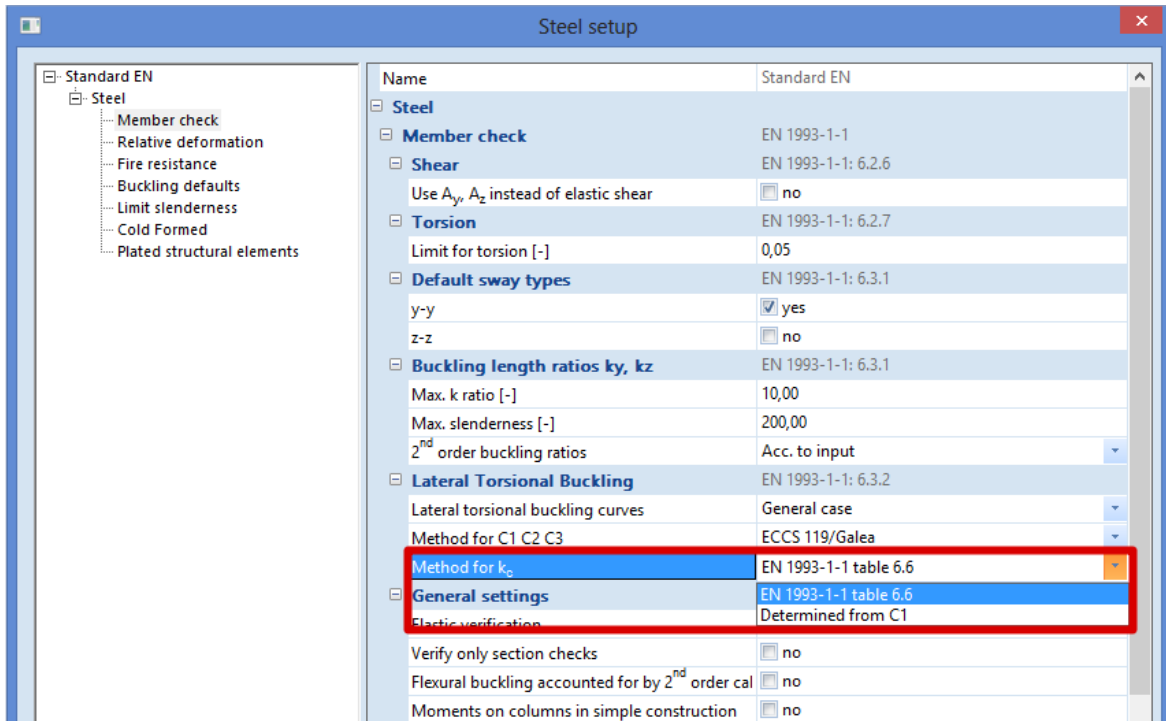 Steel setup
Standard EN
Steel
Member check
Relative deformation
Fire resistance
Buckling defaults
Limit slenderness
Cold Formed
Plated structural elements
Name Standard EN
Steel
Member check EN 1993-1-1
Shear EN 1993-1-1: 6.2.6
Use Ay, Az instead of elastic shear no
Torsion EN 1993-1-1: 6.2.7
Limit for torsion [-] 0,05
Default sway types EN 1993-1-1: 6.3.1
y-y yes
z-z no
Buckling length ratios ky, kz EN 1993-1-1: 6.3.1
Max. k ratio [-] 10,00
Max. slenderness [-] 200,00
2nd order buckling ratios Acc. to input
Lateral Torsional Buckling EN 1993-1-1: 6.3.2
Lateral torsional buckling curves General case
Method for C1 C2 C3 ECCS 119/Galea
Method for kc EN 1993-1-1 table 6.6
General settings EN 1993-1-1 table 6.6
Elastic verification Determined from C1
Verify only section checks no
Flexural buckling accounted for by 2nd order cal no
Moments on columns in simple construction no